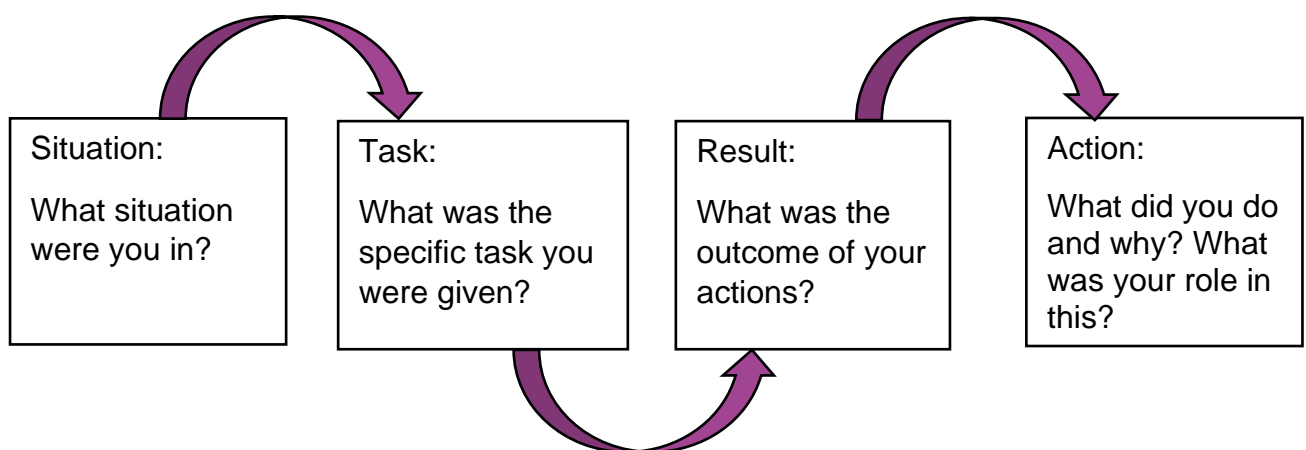 Situation:
What situation
were you in?
Task:
What was the
specific task you
were given?
Result:
What was the
outcome of your
actions?
Action:
What did you do
and why? What
was your role in
this?